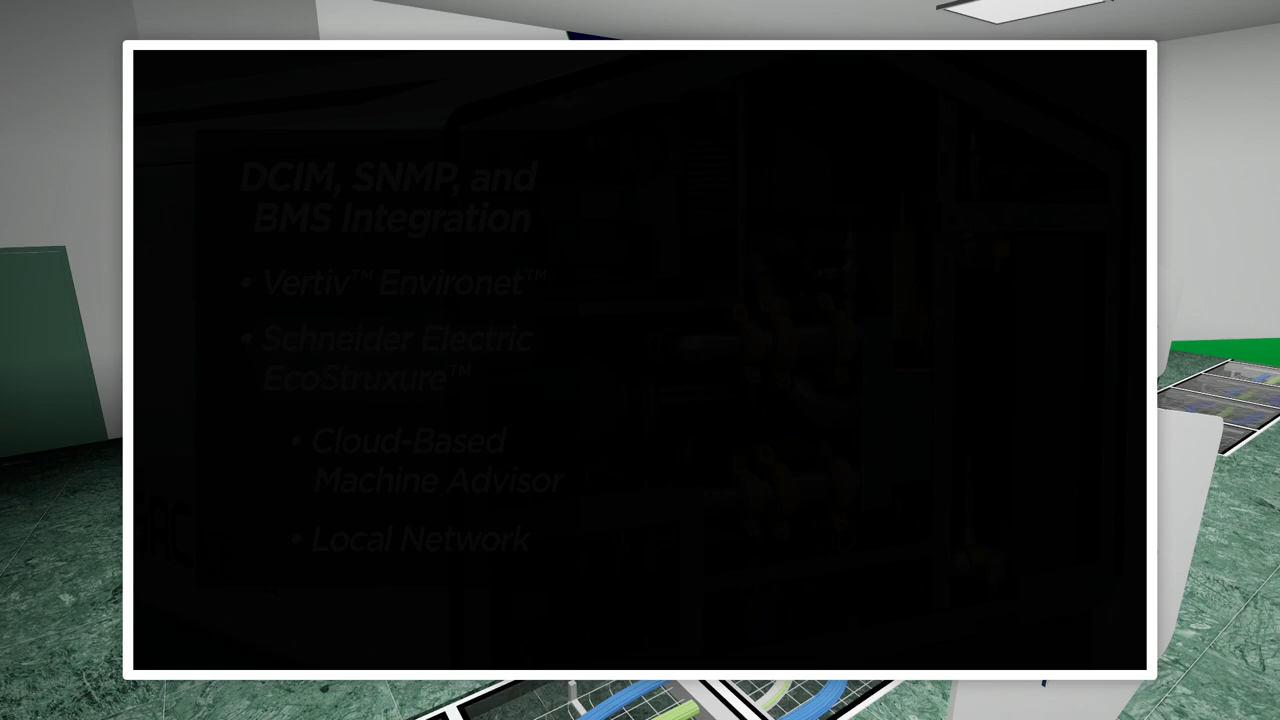 DCIM, SNMP, and
BMS Integration
• Vertiv™ Environet™
• Schneider Electric
EcoStruxure™
• Cloud-Based
Machine Advisor
• Local Network